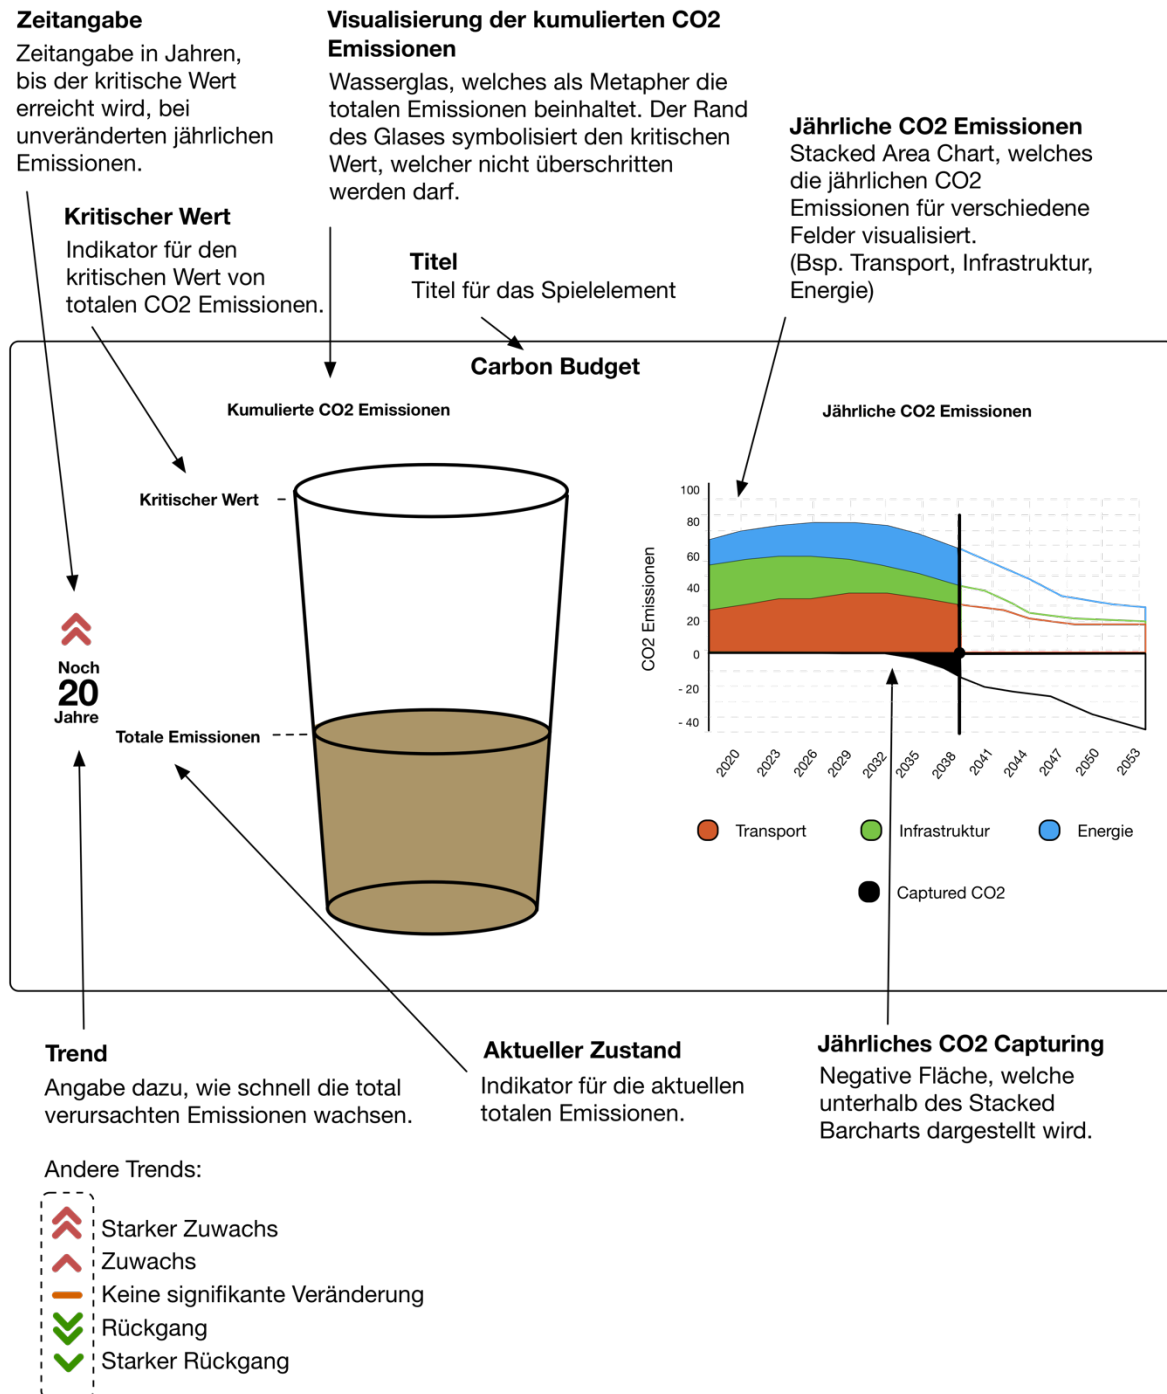 Zeitangabe
Zeitangabe in Jahren,
bis der kritische Wert
erreicht wird, bei
unveränderten jährlichen
Emissionen.
Visualisierung der kumulierten CO2
Emissionen
Wasserglas, welches als Metapher die
totalen Emissionen beinhaltet. Der Rand
des Glases symbolisiert den kritischen
Wert, welcher nicht überschritten
werden darf.
Jährliche CO2 Emissionen
Stacked Area Chart, welches
die jährlichen CO2
Emissionen für verschiedene
Felder visualisiert.
(Bsp. Transport, Infrastruktur,
Energie)
Kritischer Wert
Indikator für den
kritischen Wert von
totalen CO2 Emissionen.
Titel
Titel für das Spielelement
Carbon Budget
Kumulierte CO2 Emissionen
Kritischer Wert
Noch
20
Jahre
Totale Emissionen
Jährliche CO2 Emissionen
CO2 Emissionen
100
80
60
40
20
0
- 20
- 40
2020
2023
2026
2029
2032
2035
2038
2041
2044
2047
2050
2053
Transport
Infrastruktur
Energie
Captured CO2
Trend
Angabe dazu, wie schnell die total
verursachten Emissionen wachsen.
Aktueller Zustand
Indikator für die aktuellen
totalen Emissionen.
Jährliches CO2 Capturing
Negative Fläche, welche
unterhalb des Stacked
Barcharts dargestellt wird.
Andere Trends:
Starker Zuwachs
Zuwachs
Keine signifikante Veränderung
Rückgang
Starker Rückgang